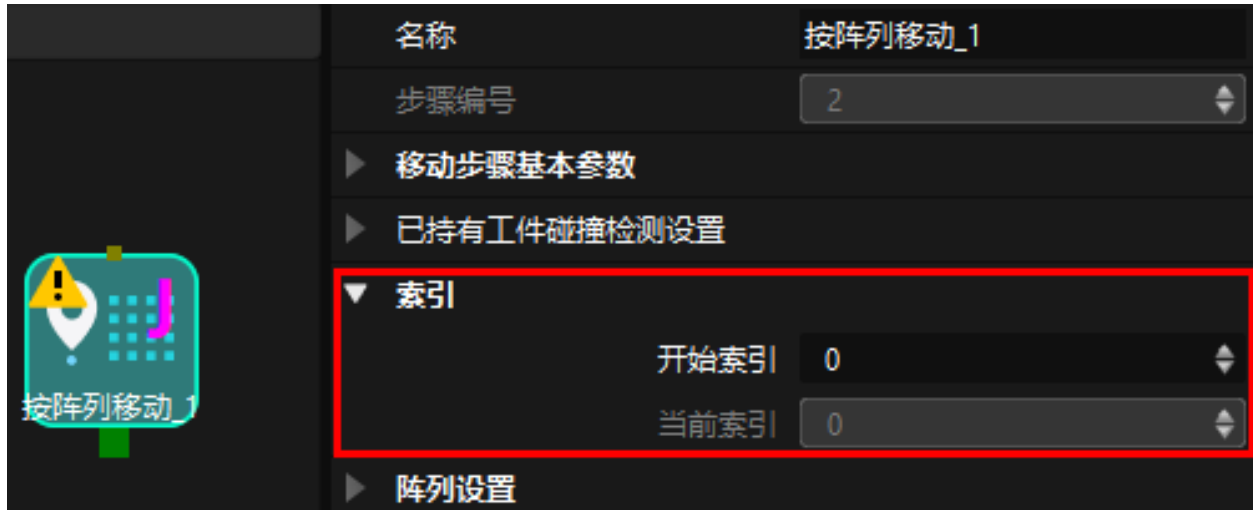 名称 按阵列移动_1
步骤编号 2
移动步骤基本参数
已持有工件碰撞检测设置
索引
开始索引 0
当前索引 0
阵列设置
按阵列移动_1